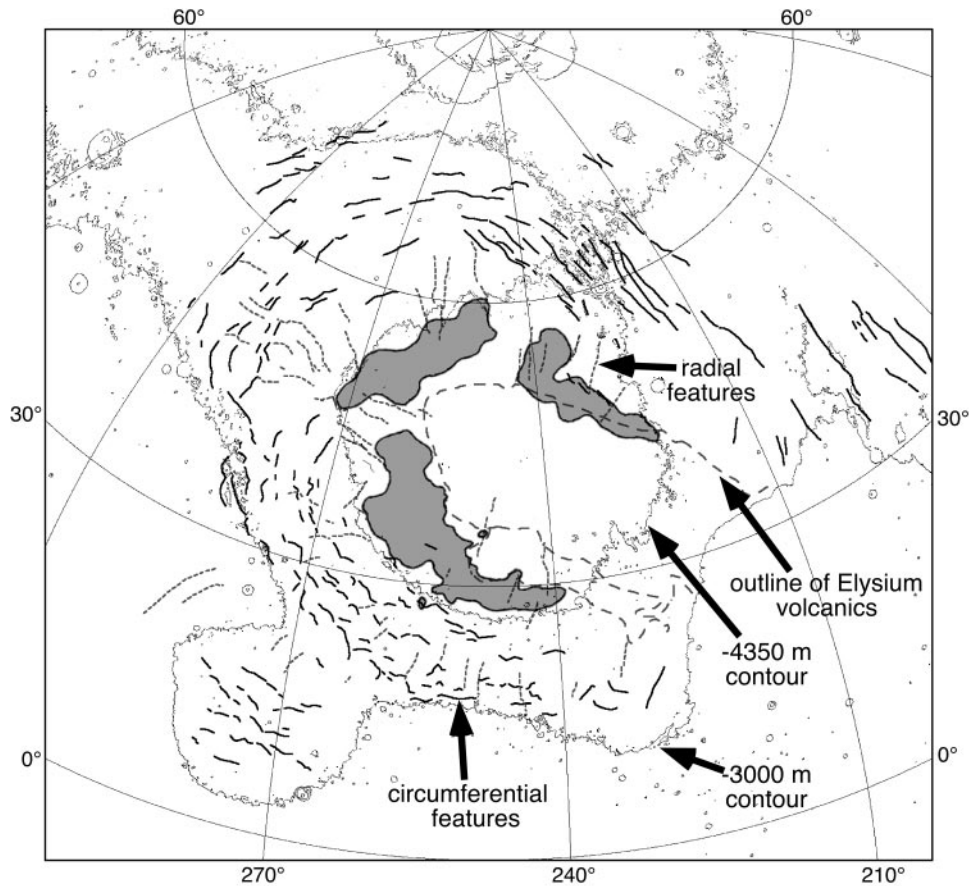 60°
60°
radial
features
30°
30°
outline of Elysium
volcanics
-4350 m
contour
0°
0°
-3000 m
contour
circumferential
features
270°
240°
210°